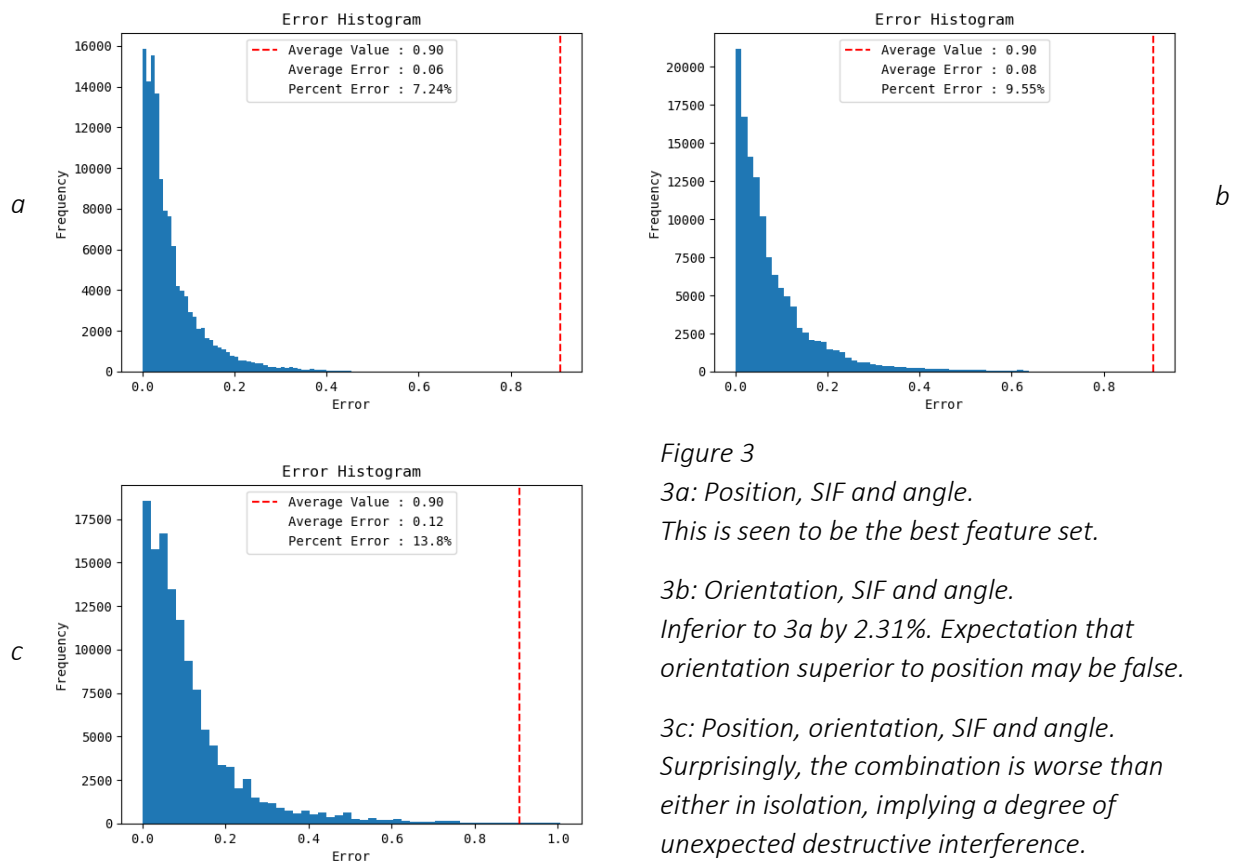 Error Histogram
Average Value : 0.90
Average Error : 0.06
Percent Error : 7.24%
16000
14000
12000
10000
8000
6000
4000
2000
0
Frequency
0.0 0.2 0.4 0.6 0.8
Error
a
Error Histogram
Average Value : 0.90
Average Error : 0.08
Percent Error : 9.55%
20000
17500
15000
12500
10000
7500
5000
2500
0
Frequency
0.0 0.2 0.4 0.6 0.8
Error
b
Error Histogram
Average Value : 0.90
Average Error : 0.12
Percent Error : 13.8%
17500
15000
12500
10000
7500
5000
2500
0
Frequency
0.0 0.2 0.4 0.6 0.8 1.0
Error
c
Figure 3
3a: Position, SIF and angle.
This is seen to be the best feature set.
3b: Orientation, SIF and angle.
Inferior to 3a by 2.31%. Expectation that
orientation superior to position may be false.
3c: Position, orientation, SIF and angle.
Surprisingly, the combination is worse than
either in isolation, implying a degree of
unexpected destructive interference.